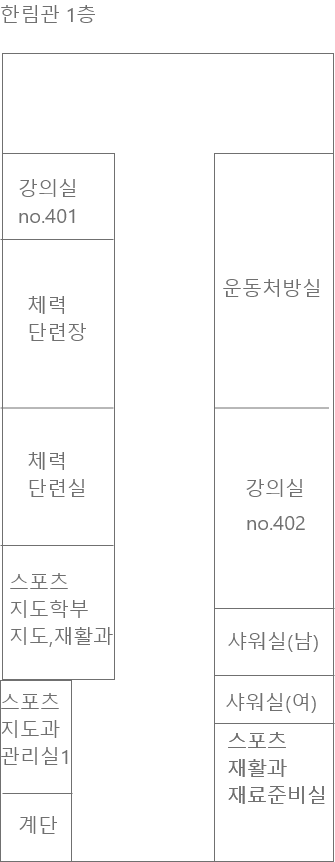 한림관 1층
강의실
no.401
체력
단련장
체력
단련실
스포츠
지도학부
지도,재활과
스포츠
지도과
관리실1
계단
운동처방실
강의실
no.402
샤워실(남)
샤워실(여)
스포츠
재활과
재료준비실